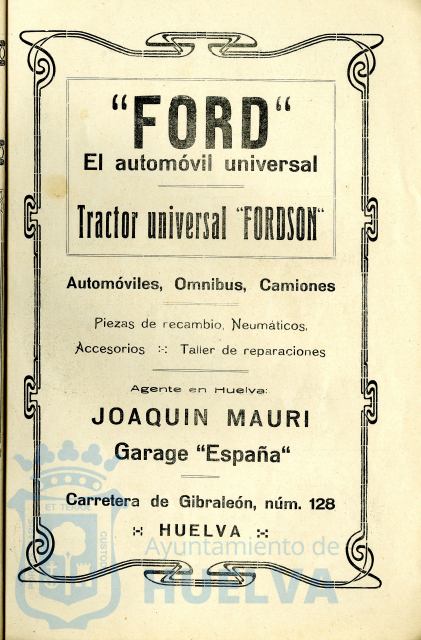 "FORD"
El automóvil universal
Tractor universal "FORDSON"
Automóviles, Omnibus, Camiones
Piezas de recambio, Neumáticos,
Accesorios :-: Taller de reparaciones
Agente en Huelva:
JOAQUIN MAURI
Garage "España"
Carretera de Gibraleón, núm. 128
:-: HUELVA :-:
Ayuntamiento de
HUELVA